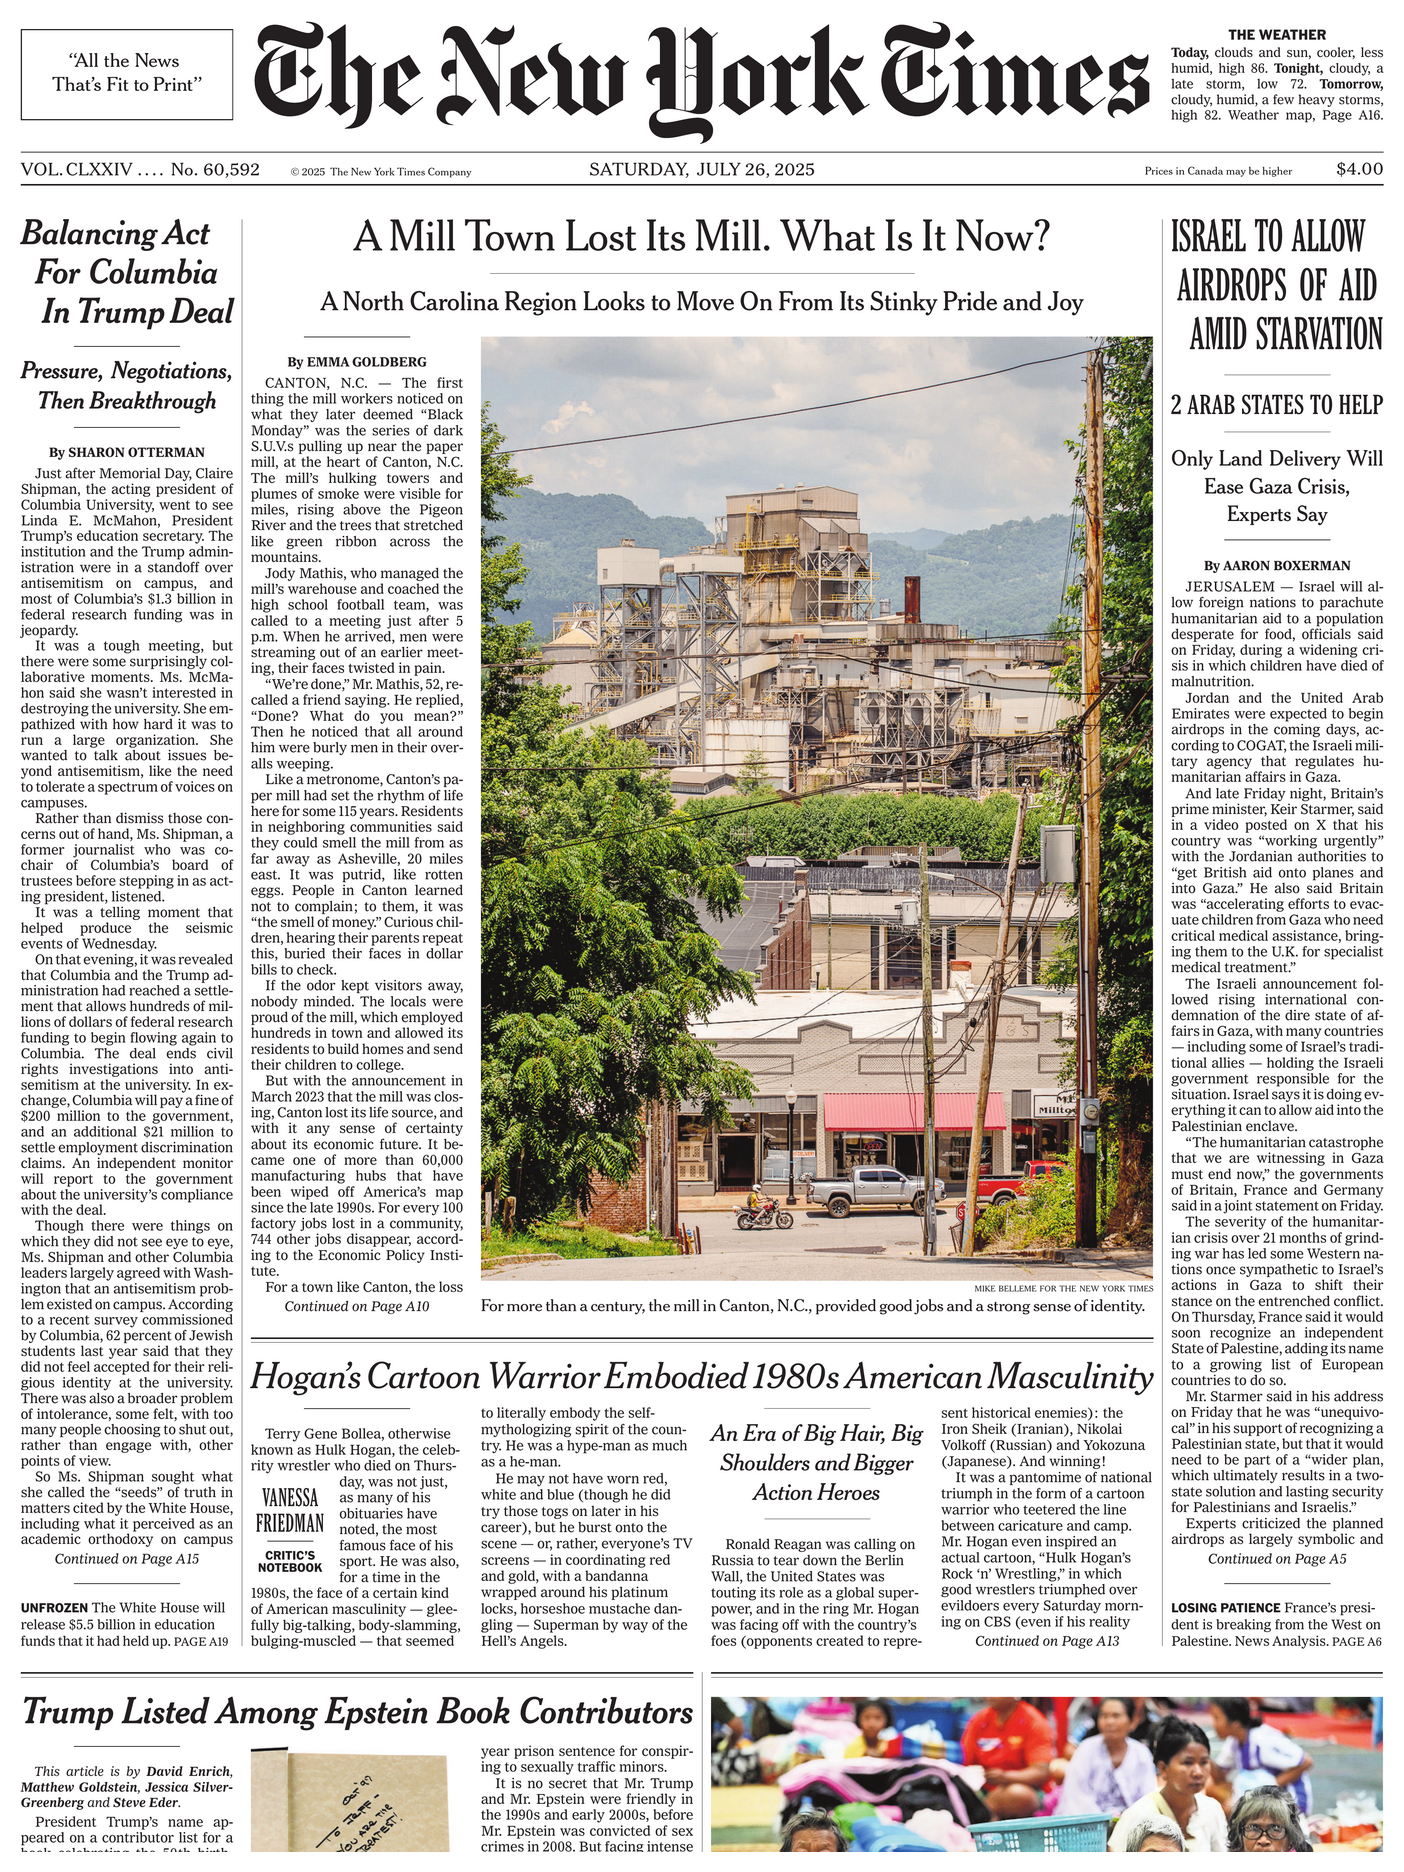 “All the News
That’s Fit to Print”
The New York Times
THE WEATHER
Today, clouds and sun, cooler, less
humid, high 86. Tonight, cloudy, a
late storm, low 72. Tomorrow,
cloudy, humid, a few heavy storms,
high 82. Weather map, Page A16.
VOL. CLXXIV .... No. 60,592
© 2025 The New York Times Company
SATURDAY, JULY 26, 2025
Prices in Canada may be higher
$4.00
Balancing Act
For Columbia
In Trump Deal
Pressure, Negotiations,
Then Breakthrough
By SHARON OTTERMAN
Just after Memorial Day, Claire
Shipman, the acting president of
Columbia University, went to see
Linda E. McMahon, President
Trump’s education secretary. The
institution and the Trump admin-
istration were in a standoff over
antisemitism on campus, and
most of Columbia’s $1.3 billion in
federal research funding was in
jeopardy.
It was a tough meeting, but
there were some surprisingly col-
laborative moments. Ms. McMa-
hon said she wasn’t interested in
destroying the university. She em-
pathized with how hard it was to
run a large organization. She
wanted to talk about issues be-
yond antisemitism, like the need
to tolerate a spectrum of voices on
campuses.
Rather than dismiss those con-
cerns out of hand, Ms. Shipman, a
former journalist who was co-
chair of Columbia’s board of
trustees before stepping in as act-
ing president, listened.
It was a telling moment that
helped produce the seismic
events of Wednesday.
On that evening, it was revealed
that Columbia and the Trump ad-
ministration had reached a settle-
ment that allows hundreds of mil-
lions of dollars of federal research
funding to begin flowing again to
Columbia. The deal ends civil
rights investigations into anti-
semitism at the university. In ex-
change, Columbia will pay a fine of
$200 million to the government,
and an additional $21 million to
settle employment discrimination
claims. An independent monitor
will report to the government
about the university’s compliance
with the deal.
Though there were things on
which they did not see eye to eye,
Ms. Shipman and other Columbia
leaders largely agreed with Wash-
ington that an antisemitism prob-
lem existed on campus. According
to a recent survey commissioned
by Columbia, 62 percent of Jewish
students last year said that they
did not feel accepted for their reli-
gious identity at the university.
There was also a broader problem
of intolerance, some felt, with too
many people choosing to shut out,
rather than engage with, other
points of view.
So Ms. Shipman sought what
she called the “seeds” of truth in
matters cited by the White House,
including what it perceived as an
academic orthodoxy on campus
Continued on Page A15
UNFROZEN The White House will
release $5.5 billion in education
funds that it had held up. PAGE A19
A Mill Town Lost Its Mill. What Is It Now?
A North Carolina Region Looks to Move On From Its Stinky Pride and Joy
By EMMA GOLDBERG
CANTON, N.C. — The first
thing the mill workers noticed on
what they later deemed “Black
Monday” was the series of dark
S.U.V.s pulling up near the paper
mill, at the heart of Canton, N.C.
The mill’s hulking towers and
plumes of smoke were visible for
miles, rising above the Pigeon
River and the trees that stretched
like green ribbon across the
mountains.
Jody Mathis, who managed the
mill’s warehouse and coached the
high school football team, was
called to a meeting just after 5
p.m. When he arrived, men were
streaming out of an earlier meet-
ing, their faces twisted in pain.
“We’re done,” Mr. Mathis, 52, re-
called a friend saying. He replied,
“Done? What do you mean?”
Then he noticed that all around
him were burly men in their over-
alls weeping.
Like a metronome, Canton’s pa-
per mill had set the rhythm of life
here for some 115 years. Residents
in neighboring communities said
they could smell the mill from as
far away as Asheville, 20 miles
east. It was putrid, like rotten
eggs. People in Canton learned
not to complain; to them, it was
“the smell of money.” Curious chil-
dren, hearing their parents repeat
this, buried their faces in dollar
bills to check.
If the odor kept visitors away,
nobody minded. The locals were
proud of the mill, which employed
hundreds in town and allowed its
residents to build homes and send
their children to college.
But with the announcement in
March 2023 that the mill was clos-
ing, Canton lost its life source, and
with it any sense of certainty
about its economic future. It be-
came one of more than 60,000
manufacturing hubs that have
been wiped off America’s map
since the late 1990s. For every 100
factory jobs lost in a community,
744 other jobs disappear, accord-
ing to the Economic Policy Insti-
tute.
For a town like Canton, the loss
Continued on Page A10
MIKE BELLEME FOR THE NEW YORK TIMES
For more than a century, the mill in Canton, N.C., provided good jobs and a strong sense of identity.
Hogan’s Cartoon Warrior Embodied 1980s American Masculinity
Terry Gene Bollea, otherwise
known as Hulk Hogan, the celeb-
rity wrestler who died on Thurs-
day, was not just,
as many of his
obituaries have
noted, the most
famous face of his
sport. He was also,
for a time in the
VANESSA
FRIEDMAN
CRITIC’S
NOTEBOOK
1980s, the face of a certain kind
of American masculinity — glee-
fully big-talking, body-slamming,
bulging-muscled — that seemed
to literally embody the self-
mythologizing spirit of the coun-
try. He was a hype-man as much
as a he-man.
He may not have worn red,
white and blue (though he did
try those togs on later in his
career), but he burst onto the
scene — or, rather, everyone’s TV
screens — in coordinating red
and gold, with a bandanna
wrapped around his platinum
locks, horseshoe mustache dan-
gling — Superman by way of the
Hell’s Angels.
An Era of Big Hair, Big
Shoulders and Bigger
Action Heroes
Ronald Reagan was calling on
Russia to tear down the Berlin
Wall, the United States was
touting its role as a global super-
power, and in the ring Mr. Hogan
was facing off with the country’s
foes (opponents created to repre-
sent historical enemies): the
Iron Sheik (Iranian), Nikolai
Volkoff (Russian) and Yokozuna
(Japanese). And winning!
It was a pantomime of national
triumph in the form of a cartoon
warrior who teetered the line
between caricature and camp.
Mr. Hogan even inspired an
actual cartoon, “Hulk Hogan’s
Rock ’n’ Wrestling,” in which
good wrestlers triumphed over
evildoers every Saturday morn-
ing on CBS (even if his reality
Continued on Page A13
ISRAEL TO ALLOW
AIRDROPS OF AID
AMID STARVATION
2 ARAB STATES TO HELP
Only Land Delivery Will
Ease Gaza Crisis,
Experts Say
By AARON BOXERMAN
JERUSALEM — Israel will al-
low foreign nations to parachute
humanitarian aid to a population
desperate for food, officials said
on Friday, during a widening cri-
sis in which children have died of
malnutrition.
Jordan and the United Arab
Emirates were expected to begin
airdrops in the coming days, ac-
cording to COGAT, the Israeli mili-
tary agency that regulates hu-
manitarian affairs in Gaza.
And late Friday night, Britain’s
prime minister, Keir Starmer, said
in a video posted on X that his
country was “working urgently”
with the Jordanian authorities to
“get British aid onto planes and
into Gaza.” He also said Britain
was “accelerating efforts to evac-
uate children from Gaza who need
critical medical assistance, bring-
ing them to the U.K. for specialist
medical treatment.”
The Israeli announcement fol-
lowed rising international con-
demnation of the dire state of af-
fairs in Gaza, with many countries
— including some of Israel’s tradi-
tional allies — holding the Israeli
government responsible for the
situation. Israel says it is doing ev-
erything it can to allow aid into the
Palestinian enclave.
“The humanitarian catastrophe
that we are witnessing in Gaza
must end now,” the governments
of Britain, France and Germany
said in a joint statement on Friday.
The severity of the humanitar-
ian crisis over 21 months of grind-
ing war has led some Western na-
tions once sympathetic to Israel’s
actions in Gaza to shift their
stance on the entrenched conflict.
On Thursday, France said it would
soon recognize an independent
State of Palestine, adding its name
to a growing list of European
countries to do so.
Mr. Starmer said in his address
on Friday that he was “unequivo-
cal” in his support of recognizing a
Palestinian state, but that it would
need to be part of a “wider plan,
which ultimately results in a two-
state solution and lasting security
for Palestinians and Israelis.”
Experts criticized the planned
airdrops as largely symbolic and
Continued on Page A5
LOSING PATIENCE France’s presi-
dent is breaking from the West on
Palestine. News Analysis. PAGE A6
Trump Listed Among Epstein Book Contributors
This article is by David Enrich,
Matthew Goldstein, Jessica Silver-
Greenberg and Steve Eder.
President Trump’s name ap-
peared on a contributor list for a
book celebrating the 50th birth-
OCT ‘97
TO JEFF -
YOU ARE THE
GREATEST!
year prison sentence for conspir-
ing to sexually traffic minors.
It is no secret that Mr. Trump
and Mr. Epstein were friendly in
the 1990s and early 2000s, before
Mr. Epstein was convicted of sex
crimes in 2008. But facing intense